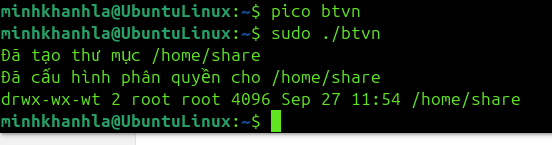 minhkhanhla@UbuntuLinux:~$ pico btvn
minhkhanhla@UbuntuLinux:~$ sudo ./btvn
Đã tạo thư mục /home/share
Đã cấu hình phân quyền cho /home/share
drwx-wx-wt 2 root root 4096 Sep 27 11:54 /home/share
minhkhanhla@UbuntuLinux:~$